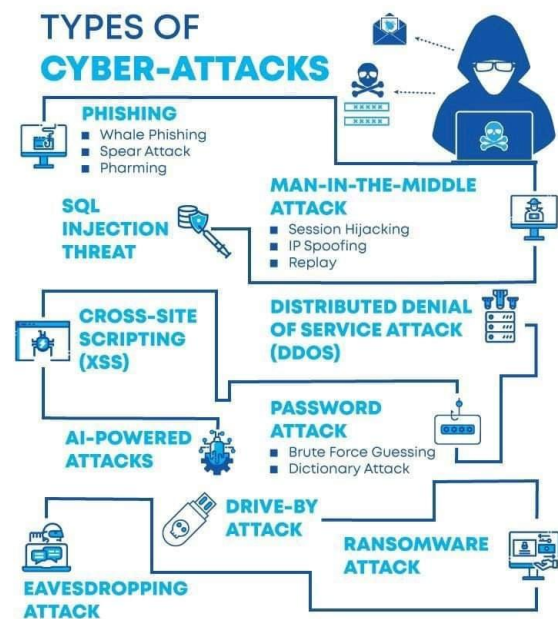 TYPES OF
CYBER-ATTACKS
PHISHING
Whale Phishing
Spear Attack
Pharming
SQL
INJECTION
THREAT
MAN-IN-THE-MIDDLE
ATTACK
Session Hijacking
IP Spoofing
Replay
CROSS-SITE
SCRIPTING
(XSS)
DISTRIBUTED DENIAL
OF SERVICE ATTACK
(DDOS)
AI-POWERED
ATTACKS
PASSWORD
ATTACK
Brute Force Guessing
Dictionary Attack
DRIVE-BY
ATTACK
RANSOMWARE
ATTACK
EAVESDROPPING
ATTACK